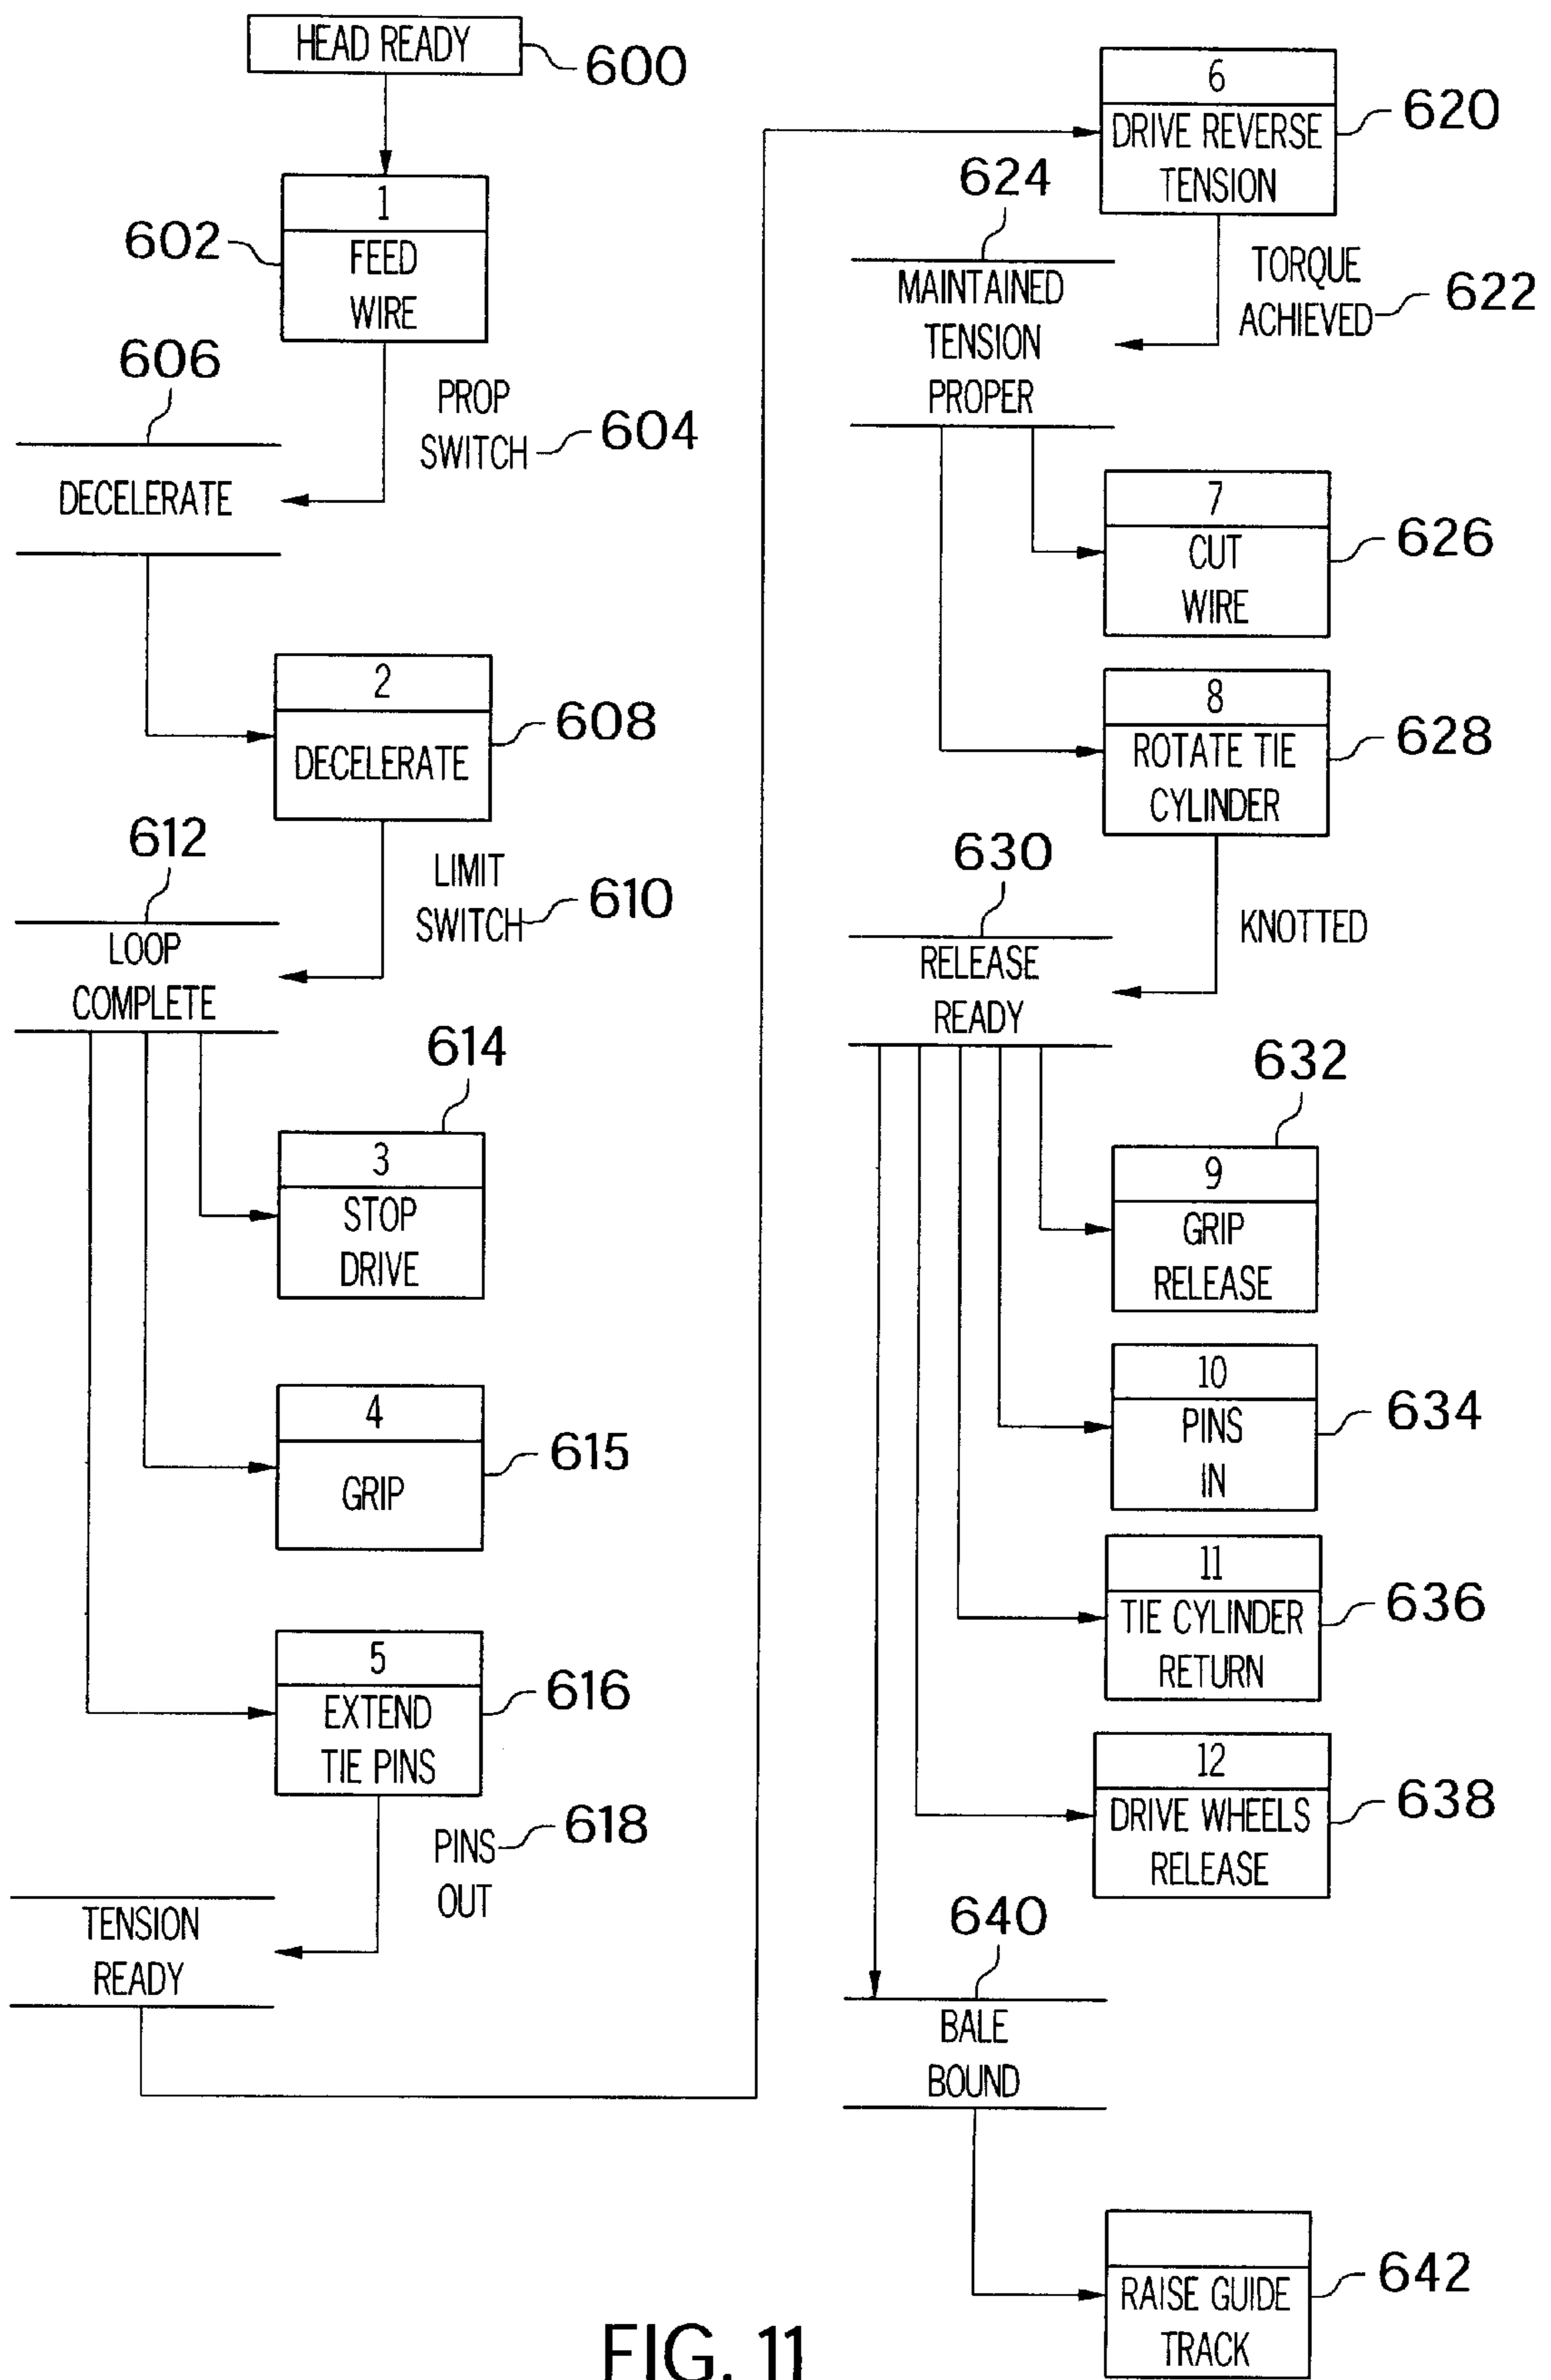 HEAD READY
600
1
FEED
WIRE
602
PROP
SWITCH
604
606
DECELERATE
2
DECELERATE
608
LIMIT
SWITCH
610
612
LOOP
COMPLETE
614
3
STOP
DRIVE
4
GRIP
615
5
EXTEND
TIE PINS
616
PINS
OUT
618
TENSION
READY
6
DRIVE REVERSE
TENSION
620
TORQUE
ACHIEVED
622
624
MAINTAINED
TENSION
PROPER
7
CUT
WIRE
626
8
ROTATE TIE
CYLINDER
628
KNOTTED
630
RELEASE
READY
632
9
GRIP
RELEASE
10
PINS
IN
634
11
TIE CYLINDER
RETURN
636
12
DRIVE WHEELS
RELEASE
638
640
BALE
BOUND
RAISE GUIDE
TRACK
642
FIG. 11